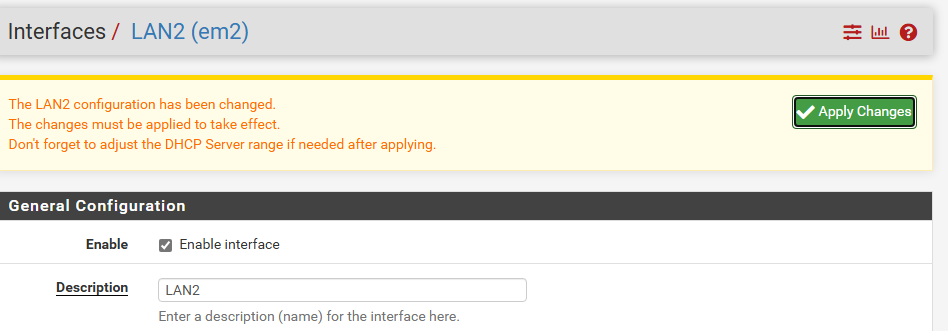 Interfaces / LAN2 (em2)
The LAN2 configuration has been changed.
The changes must be applied to take effect.
Don't forget to adjust the DHCP Server range if needed after applying.
Apply Changes
General Configuration
Enable Enable interface
Description LAN2
Enter a description (name) for the interface here.